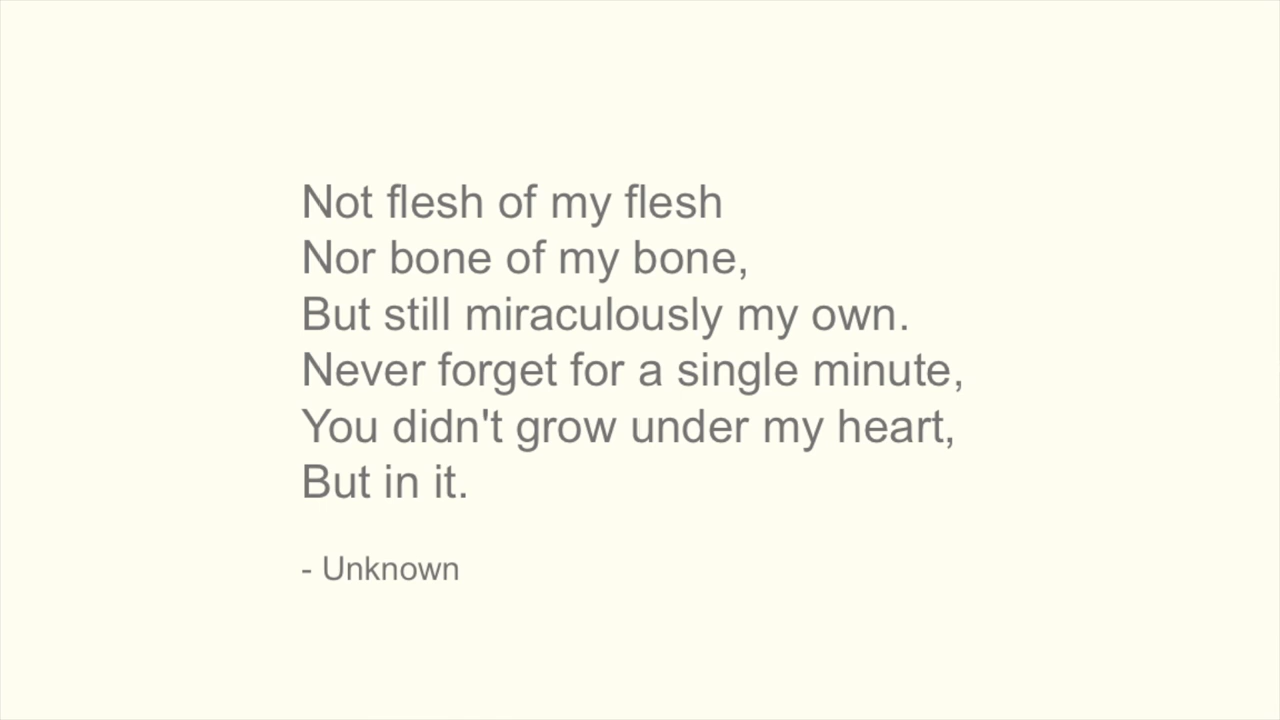 Not flesh of my flesh
Nor bone of my bone,
But still miraculously my own.
Never forget for a single minute,
You didn't grow under my heart,
But in it.
- Unknown